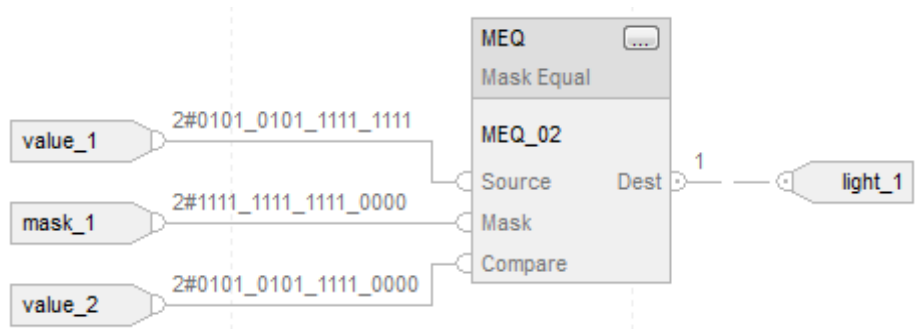 MEQ ...
Mask Equal
2#0101_0101_1111_1111
value_1
MEQ_02
1
Source Dest light_1
2#1111_1111_1111_0000
mask_1 Mask
Compare
2#0101_0101_1111_0000
value_2